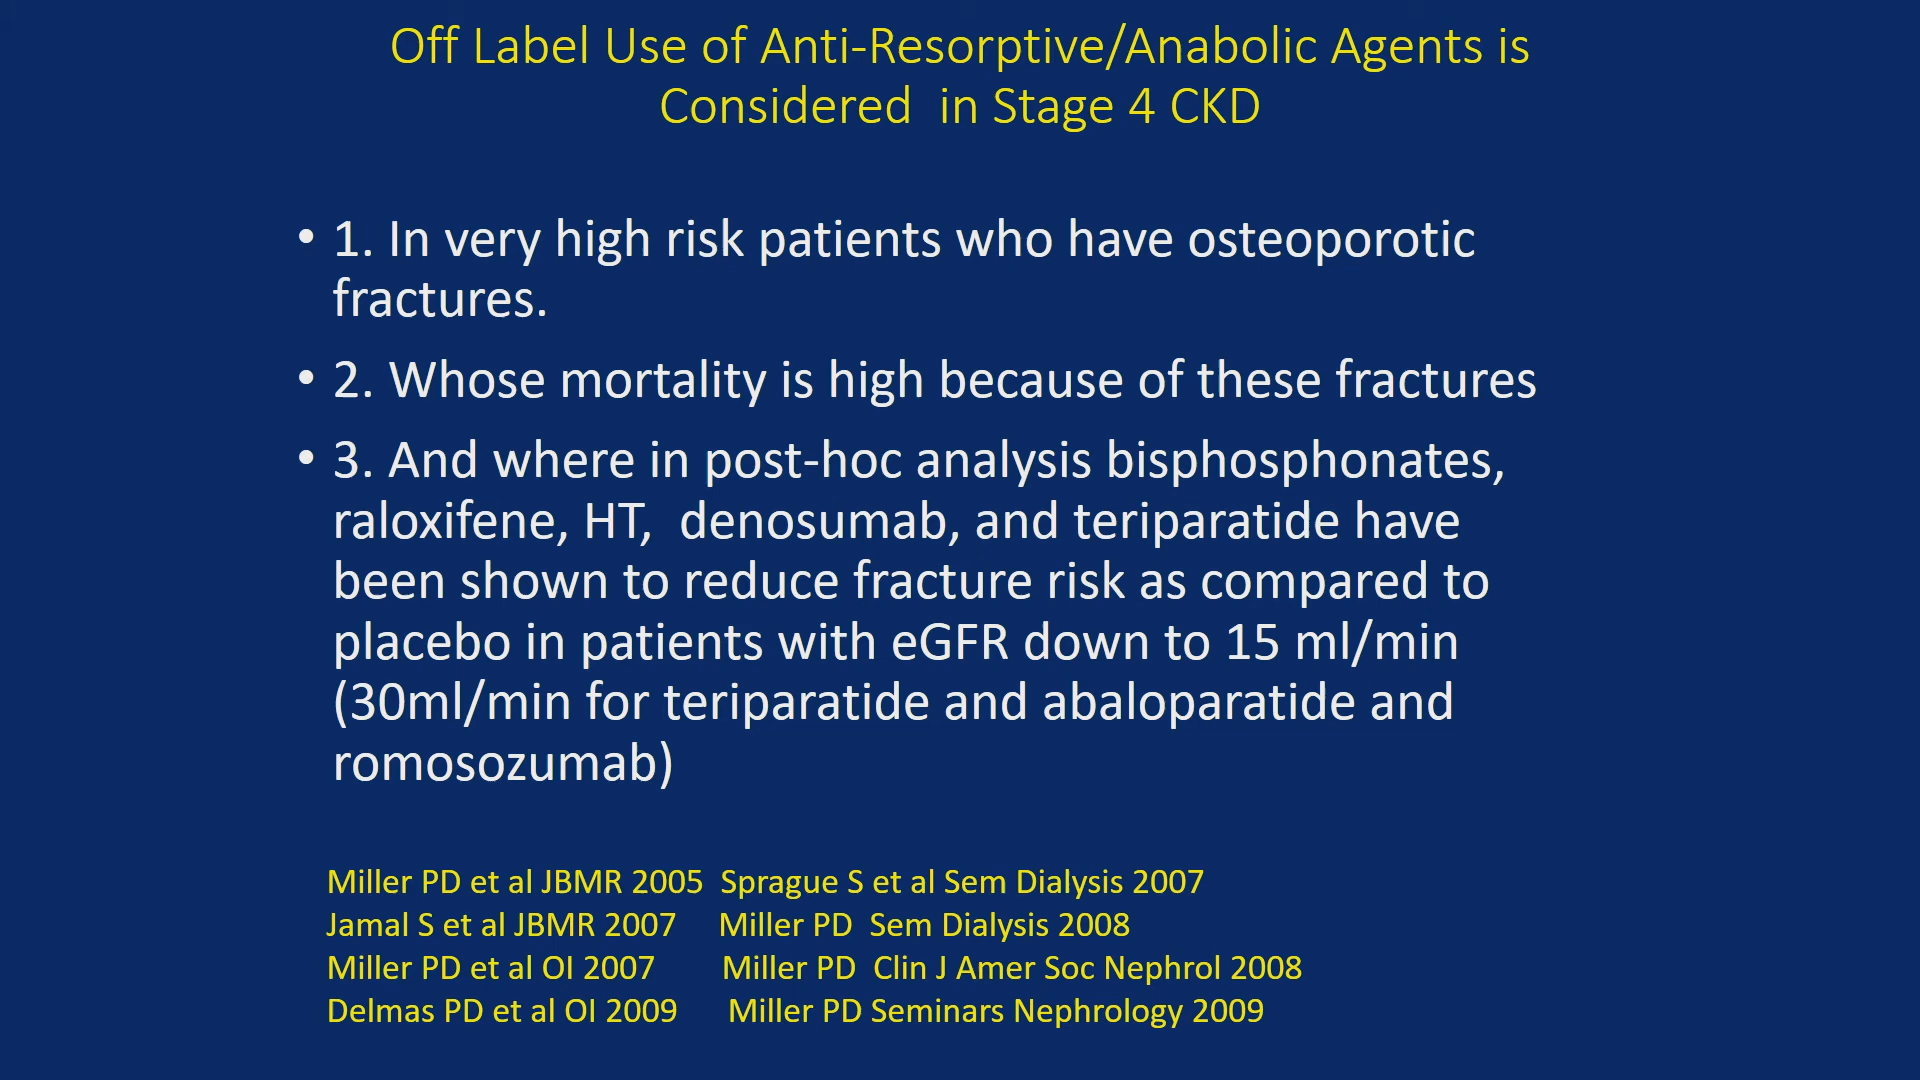 Off Label Use of Anti-Resorptive/Anabolic Agents is
Considered  in Stage 4 CKD
• 1. In very high risk patients who have osteoporotic
fractures.
• 2. Whose mortality is high because of these fractures
• 3. And where in post-hoc analysis bisphosphonates,
raloxifene, HT,  denosumab, and teriparatide have
been shown to reduce fracture risk as compared to
placebo in patients with eGFR down to 15 ml/min
(30ml/min for teriparatide and abaloparatide and
romosozumab)
Miller PD et al JBMR 2005  Sprague S et al Sem Dialysis 2007
Jamal S et al JBMR 2007     Miller PD  Sem Dialysis 2008
Miller PD et al OI 2007        Miller PD  Clin J Amer Soc Nephrol 2008
Delmas PD et al OI 2009      Miller PD Seminars Nephrology 2009